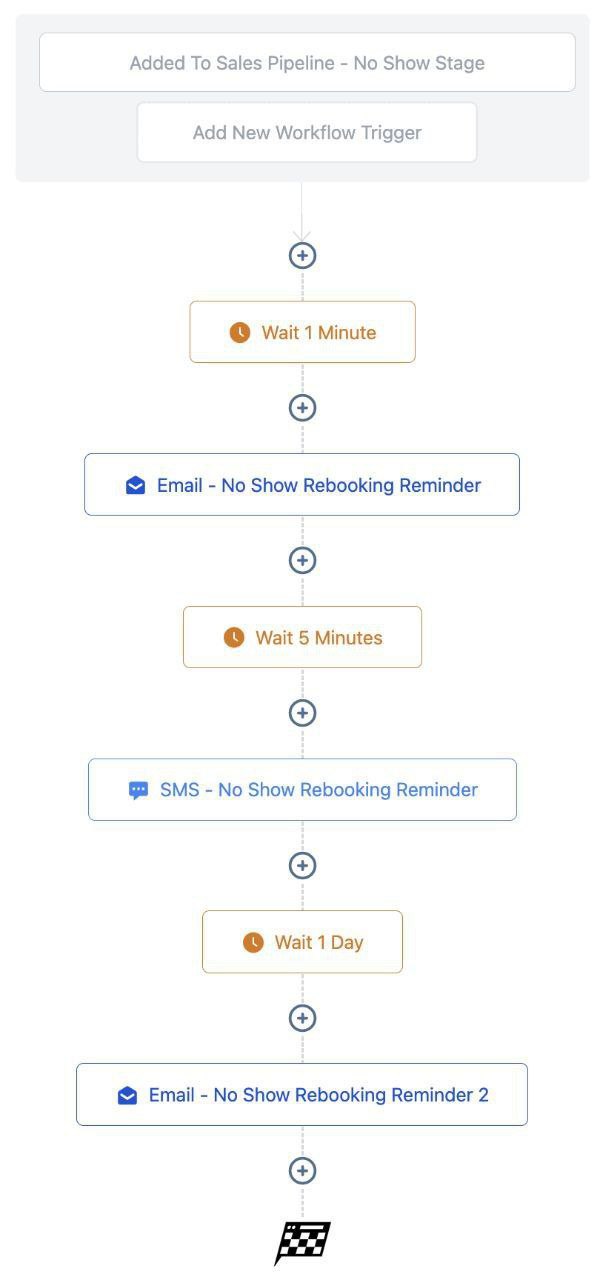 Added To Sales Pipeline - No Show Stage
Add New Workflow Trigger
Wait 1 Minute
Email - No Show Rebooking Reminder
Wait 5 Minutes
SMS - No Show Rebooking Reminder
Wait 1 Day
Email - No Show Rebooking Reminder 2